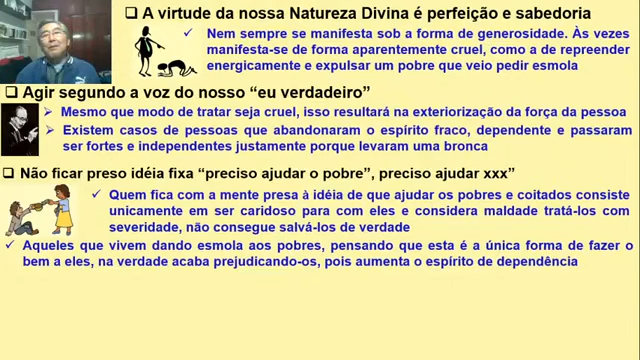 ❑ A virtude da nossa Natureza Divina é perfeição e sabedoria
✓ Nem sempre se manifesta sob a forma de generosidade. Às vezes
manifesta-se de forma aparentemente cruel, como a de repreender
energicamente e expulsar um pobre que veio pedir esmola
❑ Agir segundo a voz do nosso “eu verdadeiro”
➢ Mesmo que modo de tratar seja cruel, isso resultará na exteriorização da força da pessoa
➢ Existem casos de pessoas que abandonaram o espírito fraco, dependente e passaram
ser fortes e independentes justamente porque levaram uma bronca
❑ Não ficar preso idéia fixa “preciso ajudar o pobre”, preciso ajudar xxx”
✓ Quem fica com a mente presa à idéia de que ajudar os pobres e coitados consiste
unicamente em ser caridoso para com eles e considera maldade tratá-los com
severidade, não consegue salvá-los de verdade
✓ Aqueles que vivem dando esmola aos pobres, pensando que esta é a única forma de fazer o
bem a eles, na verdade acaba prejudicando-os, pois aumenta o espírito de dependência